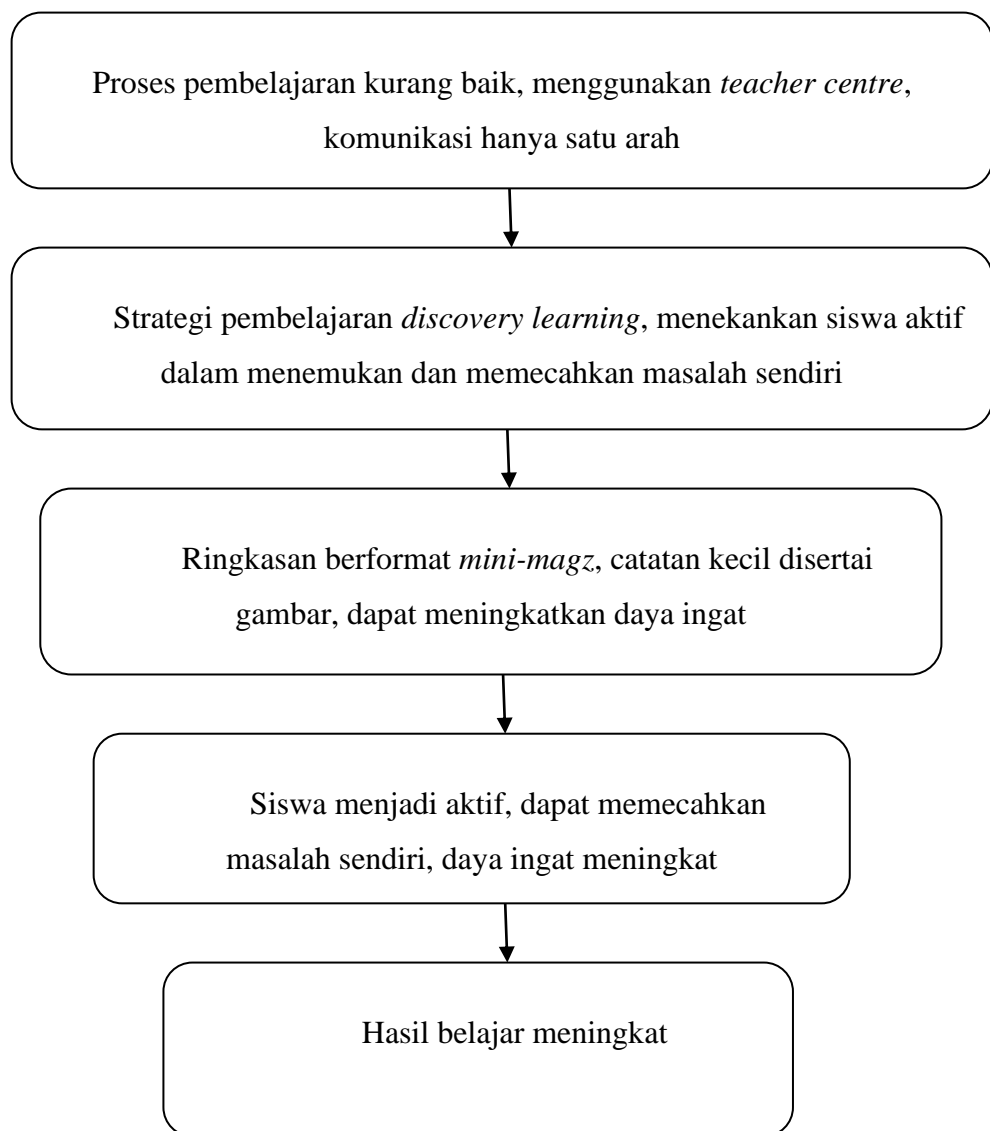 Proses pembelajaran kurang baik, menggunakan teacher centre,
komunikasi hanya satu arah
Strategi pembelajaran discovery learning, menekankan siswa aktif
dalam menemukan dan memecahkan masalah sendiri
Ringkasan berformat mini-magz, catatan kecil disertai
gambar, dapat meningkatkan daya ingat
Siswa menjadi aktif, dapat memecahkan
masalah sendiri, daya ingat meningkat
Hasil belajar meningkat